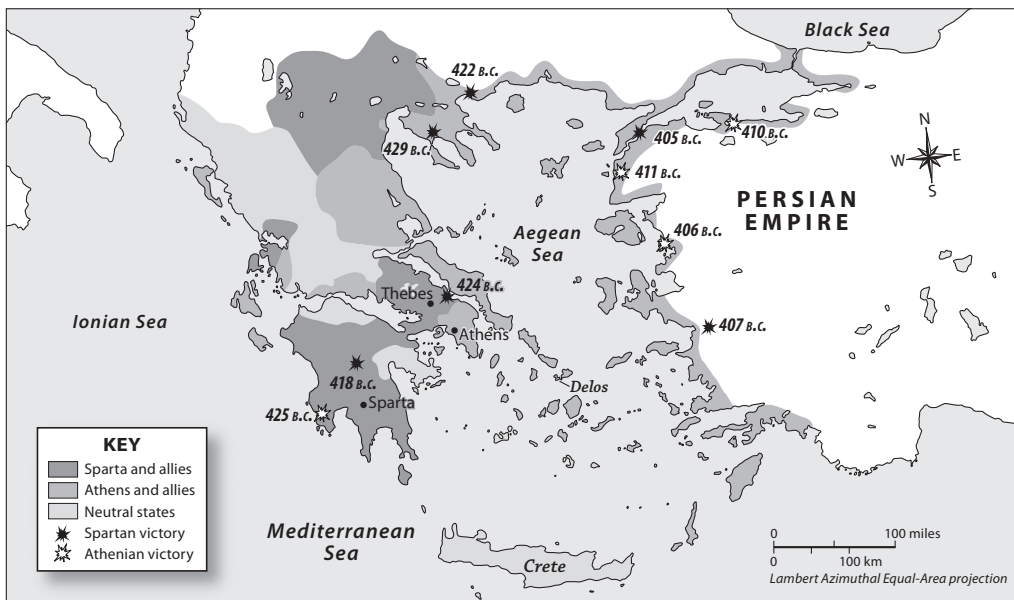 Black Sea
422 B.C.
429 B.C.
405 B.C.
410 B.C.
411 B.C.
N
W E
S
PERSIAN
EMPIRE
406 B.C.
Aegean
Sea
424 B.C.
Thebes
Ionian Sea
Athens
407 B.C.
418 B.C.
Delos
425 B.C.
Sparta
KEY
Sparta and allies
Athens and allies
Neutral states
Spartan victory
Athenian victory
Mediterranean
Sea
Crete
0 100 miles
0 100 km
Lambert Azimuthal Equal-Area projection